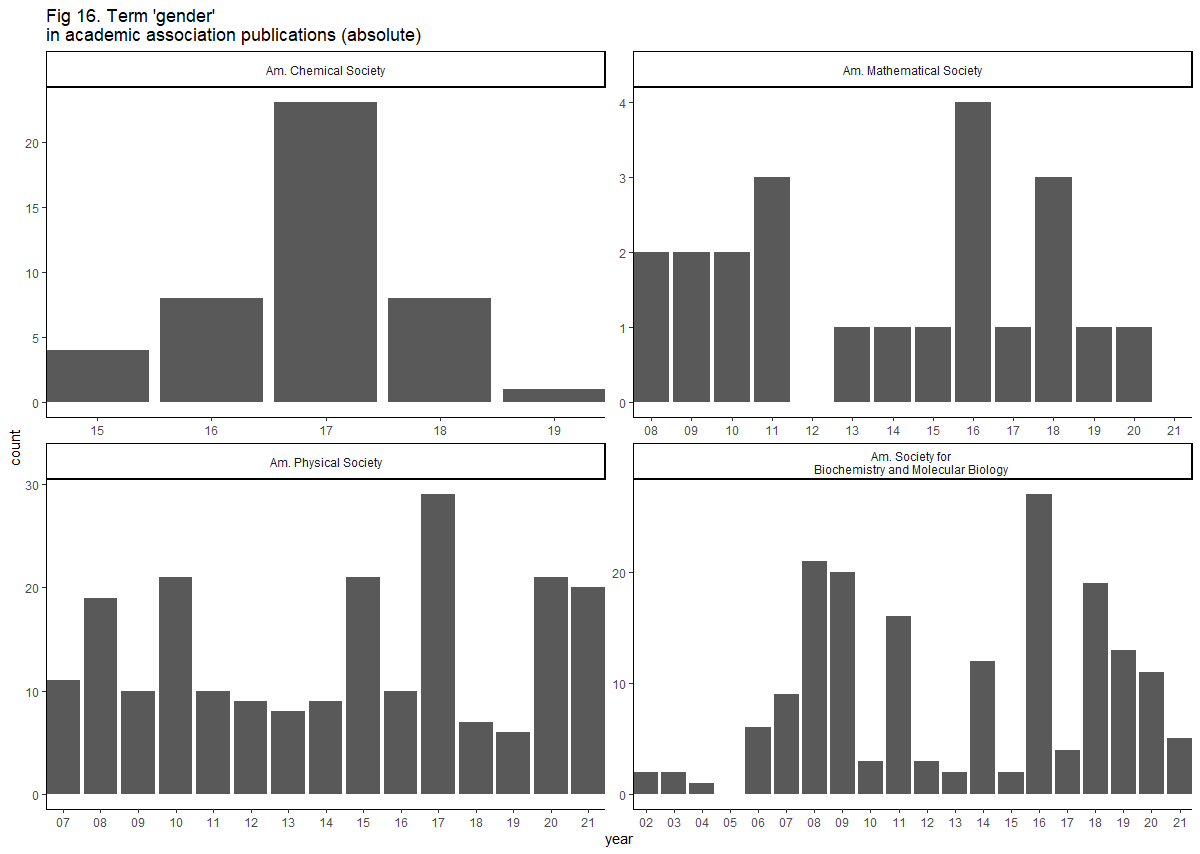 Fig 16. Term 'gender'
in academic association publications (absolute)
Am. Chemical Society
20
15
10
5
0
15 16 17 18 19
Am. Mathematical Society
4
3
2
1
0
08 09 10 11 12 13 14 15 16 17 18 19 20 21
count
Am. Physical Society
30
20
10
0
07 08 09 10 11 12 13 14 15 16 17 18 19 20 21
Am. Society for
Biochemistry and Molecular Biology
20
10
0
02 03 04 05 06 07 08 09 10 11 12 13 14 15 16 17 18 19 20 21
year